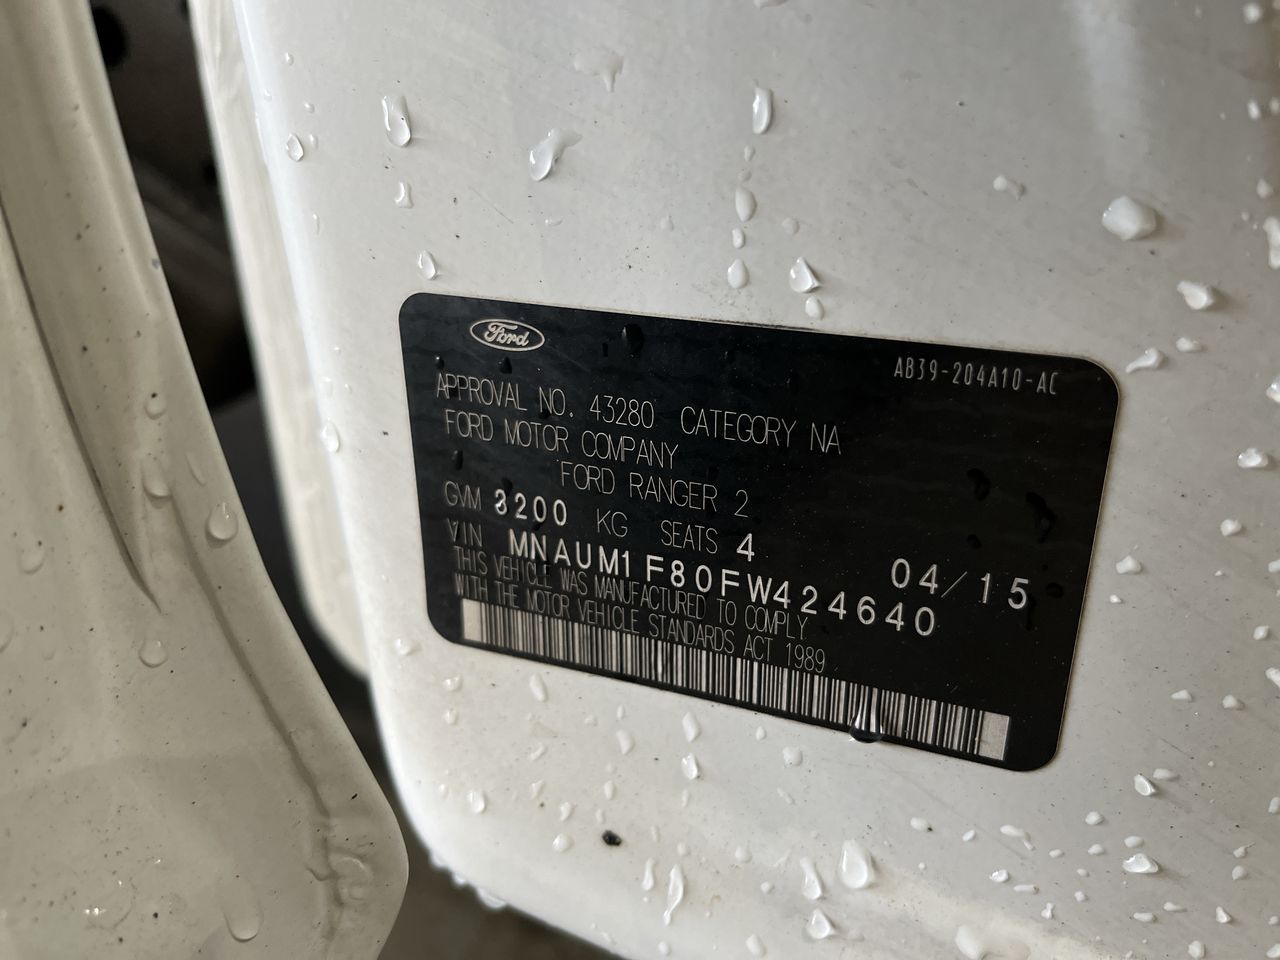 Ford
AB39-204A10-AC
APPROVAL NO. 43280 CATEGORY NA
FORD MOTOR COMPANY
FORD RANGER 2
GVM 3200 KG SEATS 4
04/15
VIN MNAUM1F80FW424640
THIS VEHICLE WAS MANUFACTURED TO COMPLY
WITH THE MOTOR VEHICLE STANDARDS ACT 1989